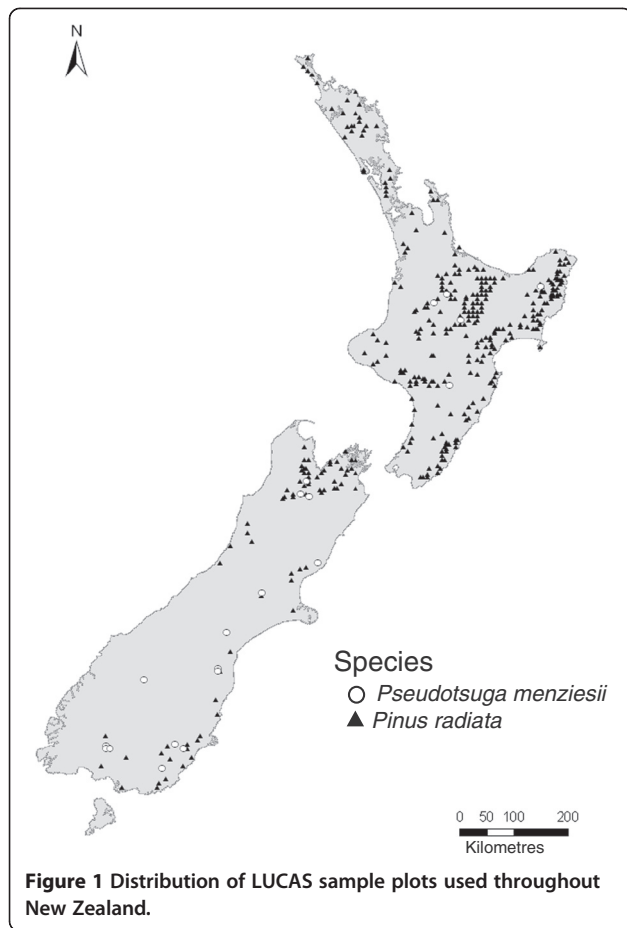 N
Species
Pseudotsuga menziesii
Pinus radiata
0 50 100 200
Kilometres
Figure 1 Distribution of LUCAS sample plots used throughout
New Zealand.